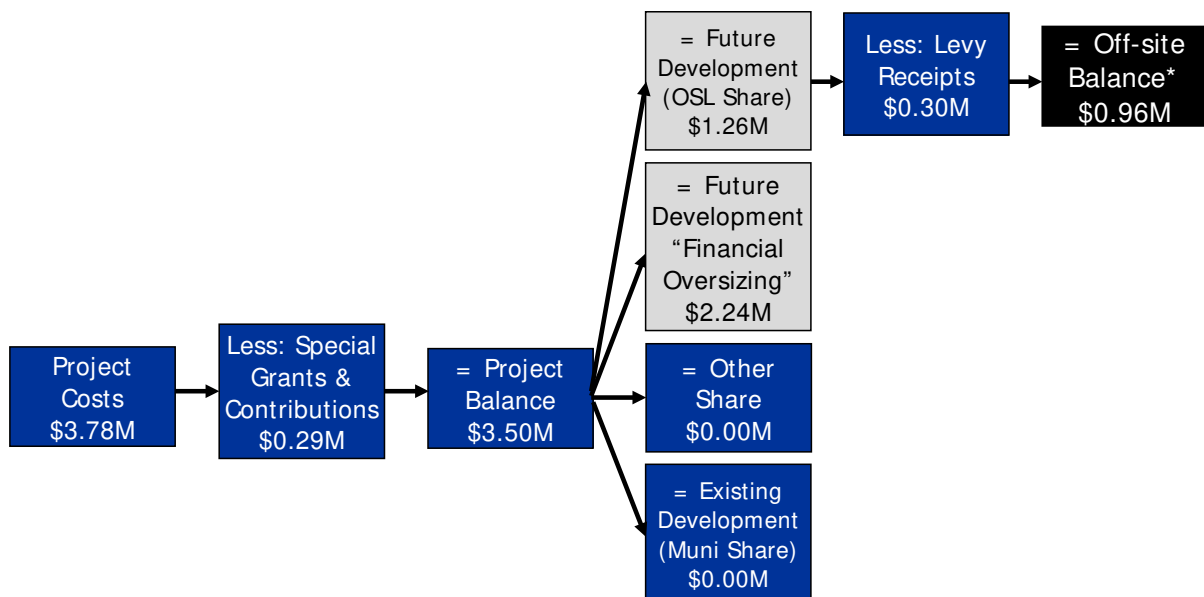 Project
Costs
$3.78M
Less: Special
Grants &
Contributions
$0.29M
= Project
Balance
$3.50M
= Future
Development
(OSL Share)
$1.26M
Less: Levy
Receipts
$0.30M
= Off-site
Balance*
$0.96M
= Future
Development
“Financial
Oversizing”
$2.24M
= Other
Share
$0.00M
= Existing
Development
(Muni Share)
$0.00M